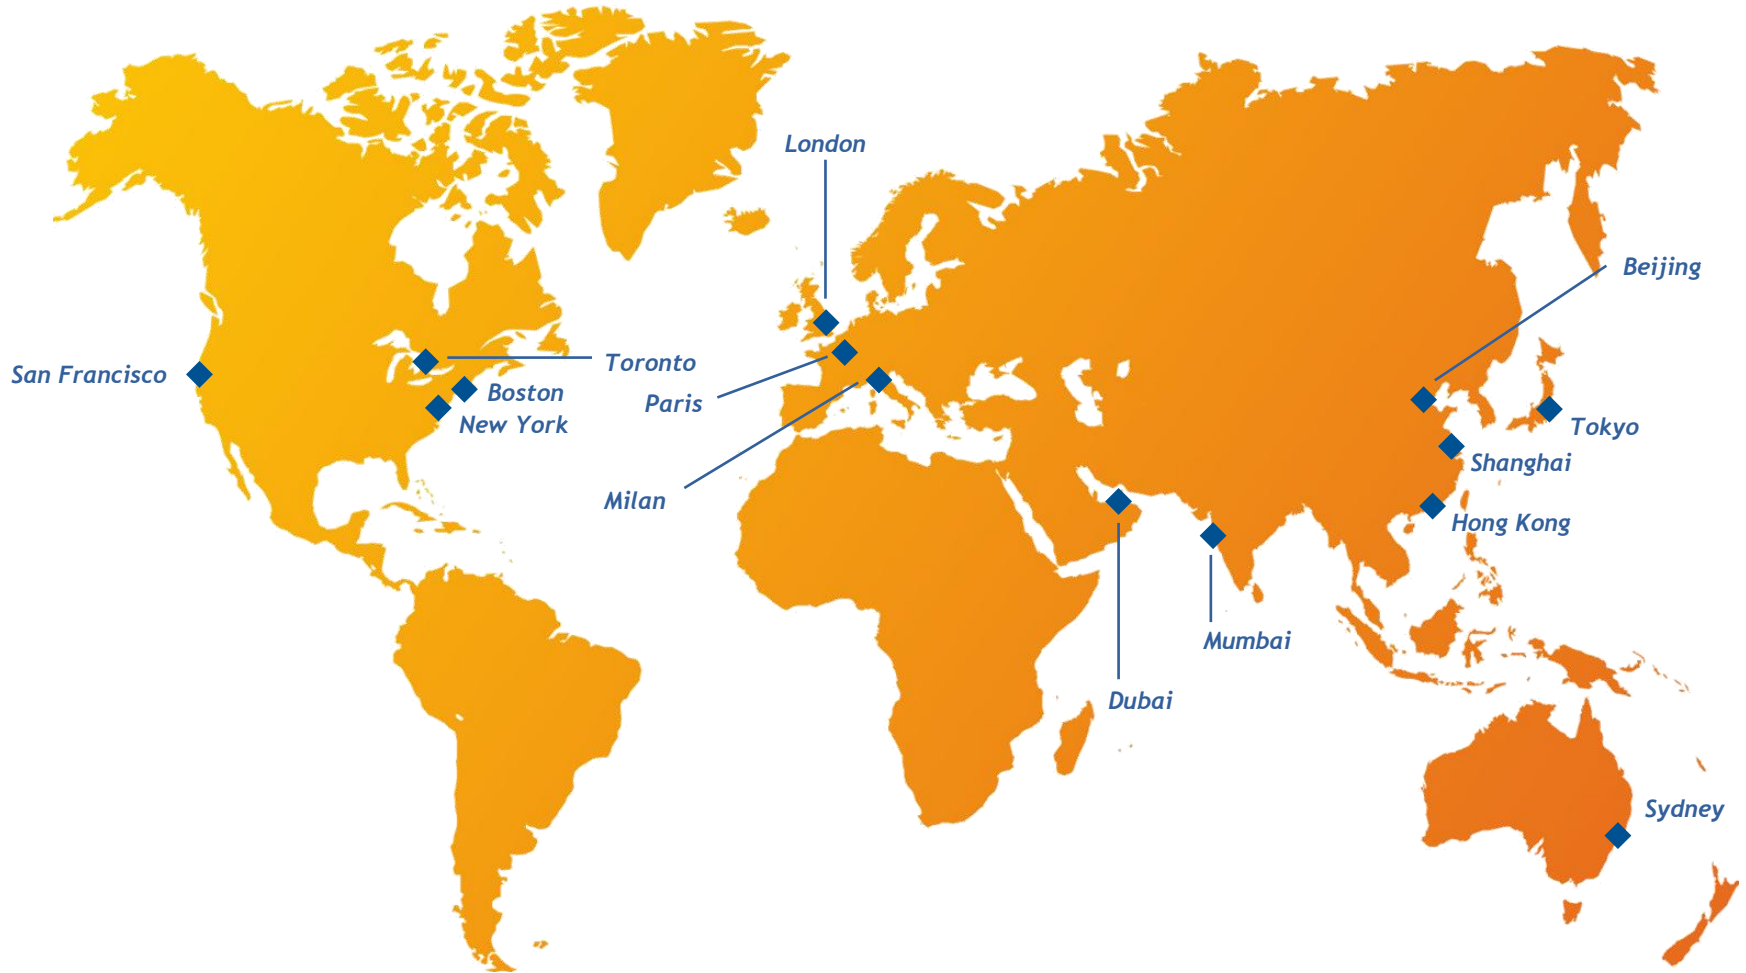 London
Beijing
San Francisco
Toronto
Boston
Paris
New York
Tokyo
Shanghai
Milan
Hong Kong
Mumbai
Dubai
Sydney